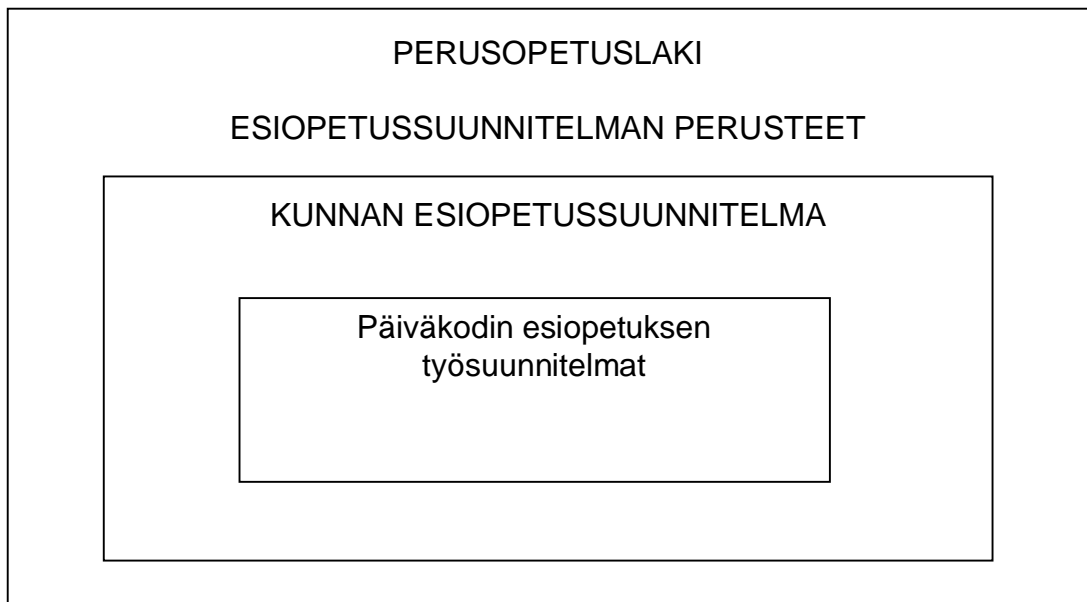 PERUSOPETUSLAKI
ESIOPETUSSUUNNITELMAN PERUSTEET
KUNNAN ESIOPETUSSUUNNITELMA
Päiväkodin esiopetuksen
työsuunnitelmat